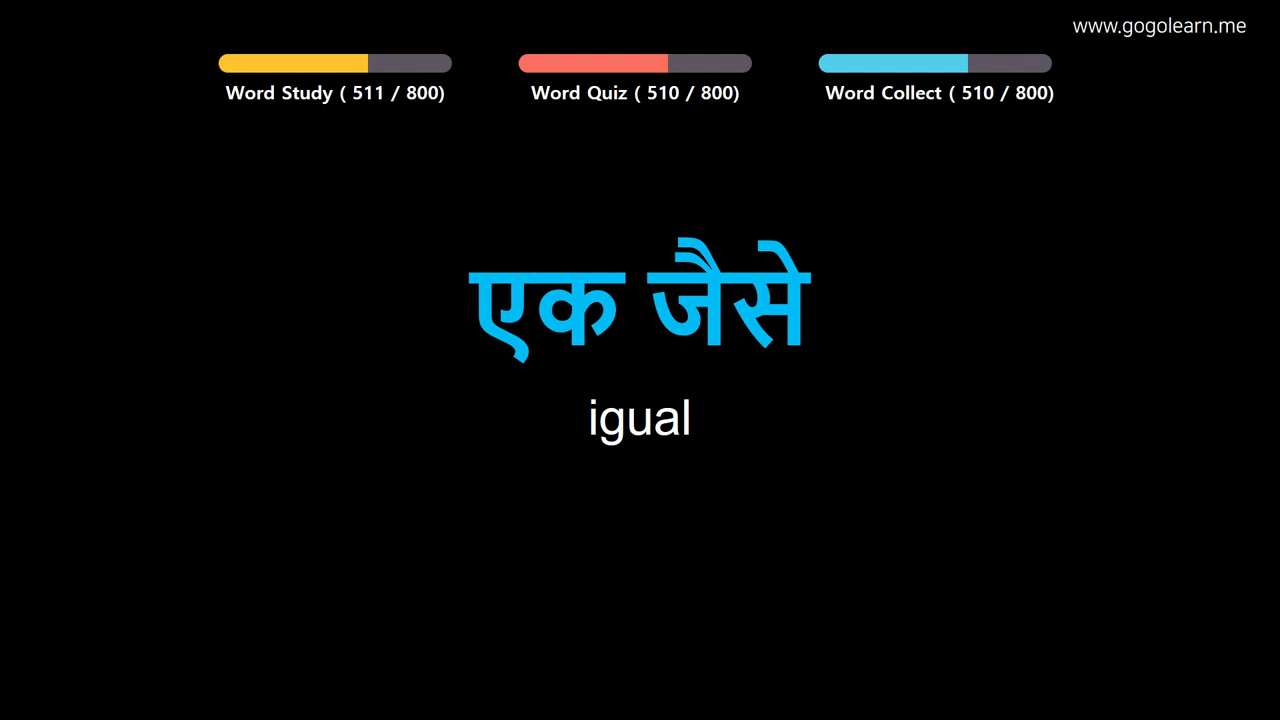 www.gogolearn.me
Word Study ( 511 / 800)
Word Quiz ( 510 / 800)
Word Collect ( 510 / 800)
एक जैसे
igual